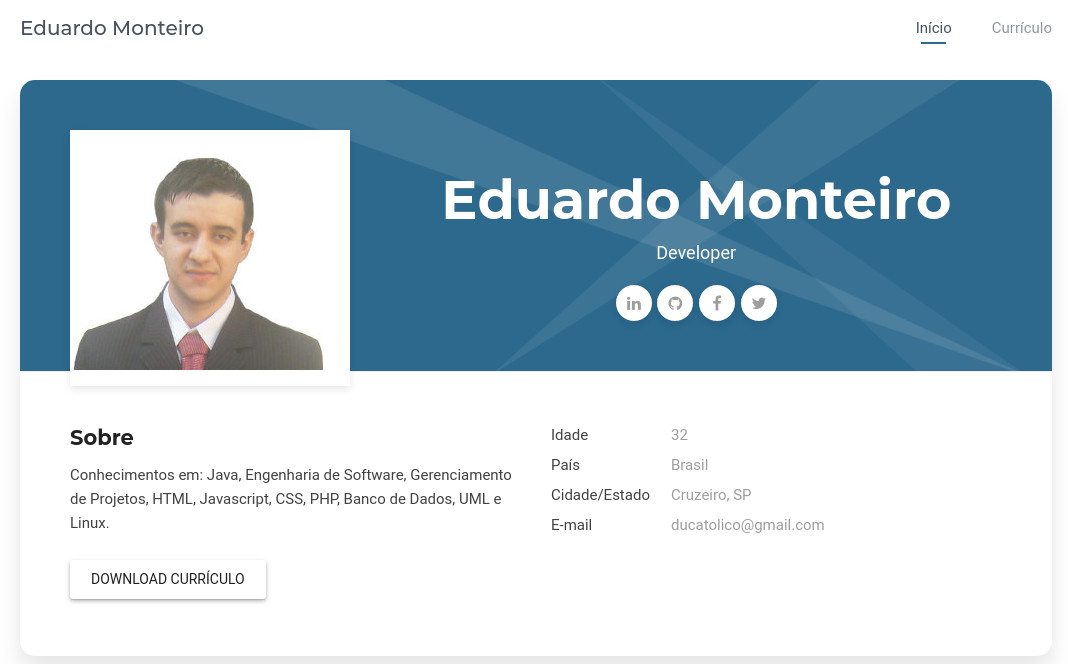 Eduardo Monteiro
Início
Currículo
Eduardo Monteiro
Developer
Sobre
Conhecimentos em: Java, Engenharia de Software, Gerenciamento
de Projetos, HTML, Javascript, CSS, PHP, Banco de Dados, UML e
Linux.
DOWNLOAD CURRÍCULO
Idade 32
País Brasil
Cidade/Estado Cruzeiro, SP
E-mail ducatolico@gmail.com